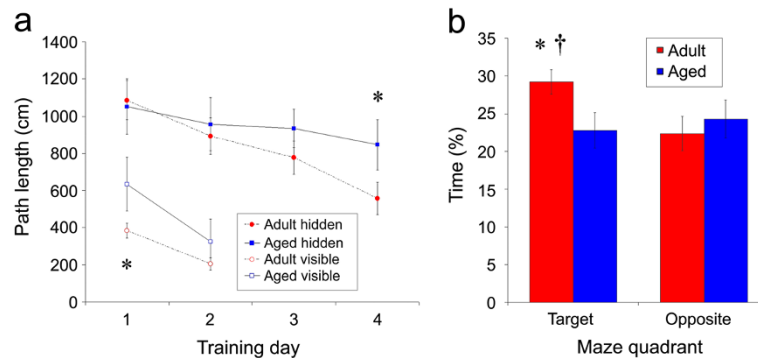 a
1400
1200
1000
800
600
400
200
0
Path length (cm)
*
*
Adult hidden
Aged hidden
Adult visible
Aged visible
1 2 3 4
Training day
b
35
30
25
20
15
10
5
0
Time (%)
* †
Adult
Aged
Target Opposite
Maze quadrant